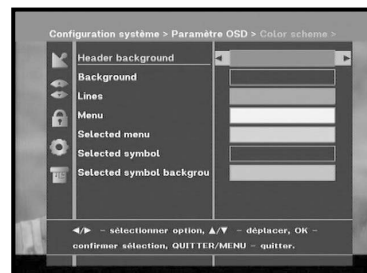 Configuration système > Paramètre OSD > Color scheme >
Header background
Background
Lines
Menu
Selected menu
Selected symbol
Selected symbol backgrou
◄/► – sélectionner option, ▲/▼ – déplacer, OK –
confirmer sélection, QUITTER/MENU – quitter.